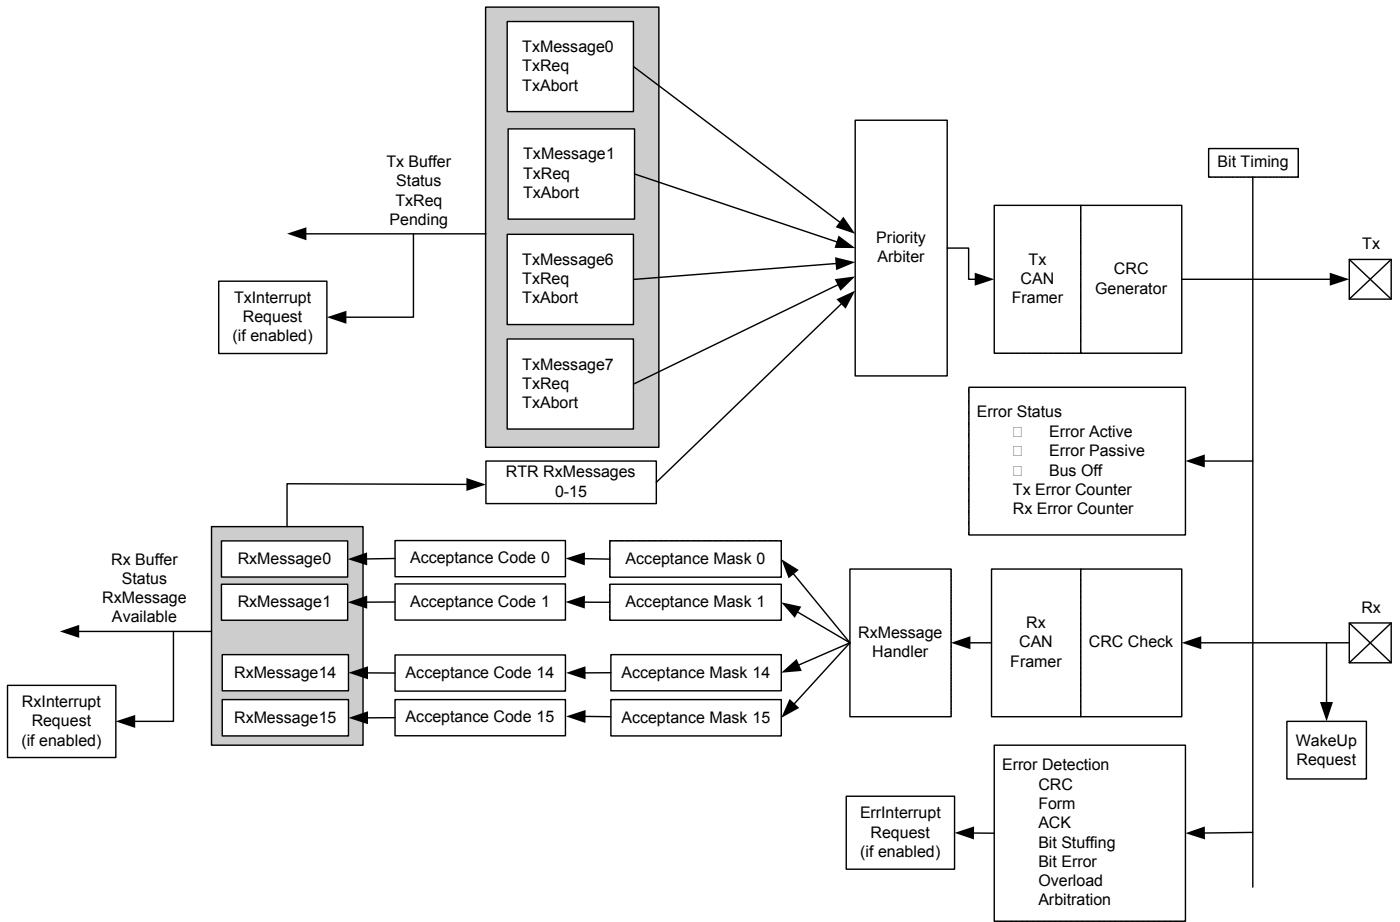 TxMessage0
TxReq
TxAbort
TxMessage1
TxReq
TxAbort
TxMessage6
TxReq
TxAbort
TxMessage7
TxReq
TxAbort
Tx Buffer
Status
TxReq
Pending
TxInterrupt
Request
(if enabled)
Priority
Arbiter
Tx
CAN
Framer
CRC
Generator
Bit Timing
Tx
Error Status
Error Active
Error Passive
Bus Off
Tx Error Counter
Rx Error Counter
RTR RxMessages
0-15
Rx Buffer
Status
RxMessage
Available
RxInterrupt
Request
(if enabled)
RxMessage0
Acceptance Code 0
Acceptance Mask 0
RxMessage1
Acceptance Code 1
Acceptance Mask 1
RxMessage14
Acceptance Code 14
Acceptance Mask 14
RxMessage15
Acceptance Code 15
Acceptance Mask 15
RxMessage
Handler
Rx
CAN
Framer
CRC Check
Rx
WakeUp
Request
Error Detection
CRC
Form
ACK
Bit Stuffing
Bit Error
Overload
Arbitration
ErrInterrupt
Request
(if enabled)